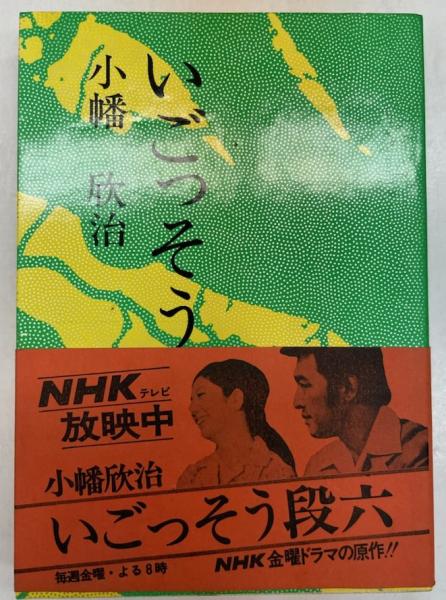 いごっそう
小幡欣治
NHKテレビ
放映中
小幡欣治
いごっそう段六
毎週金曜・よる8時
NHK金曜ドラマの原作!!